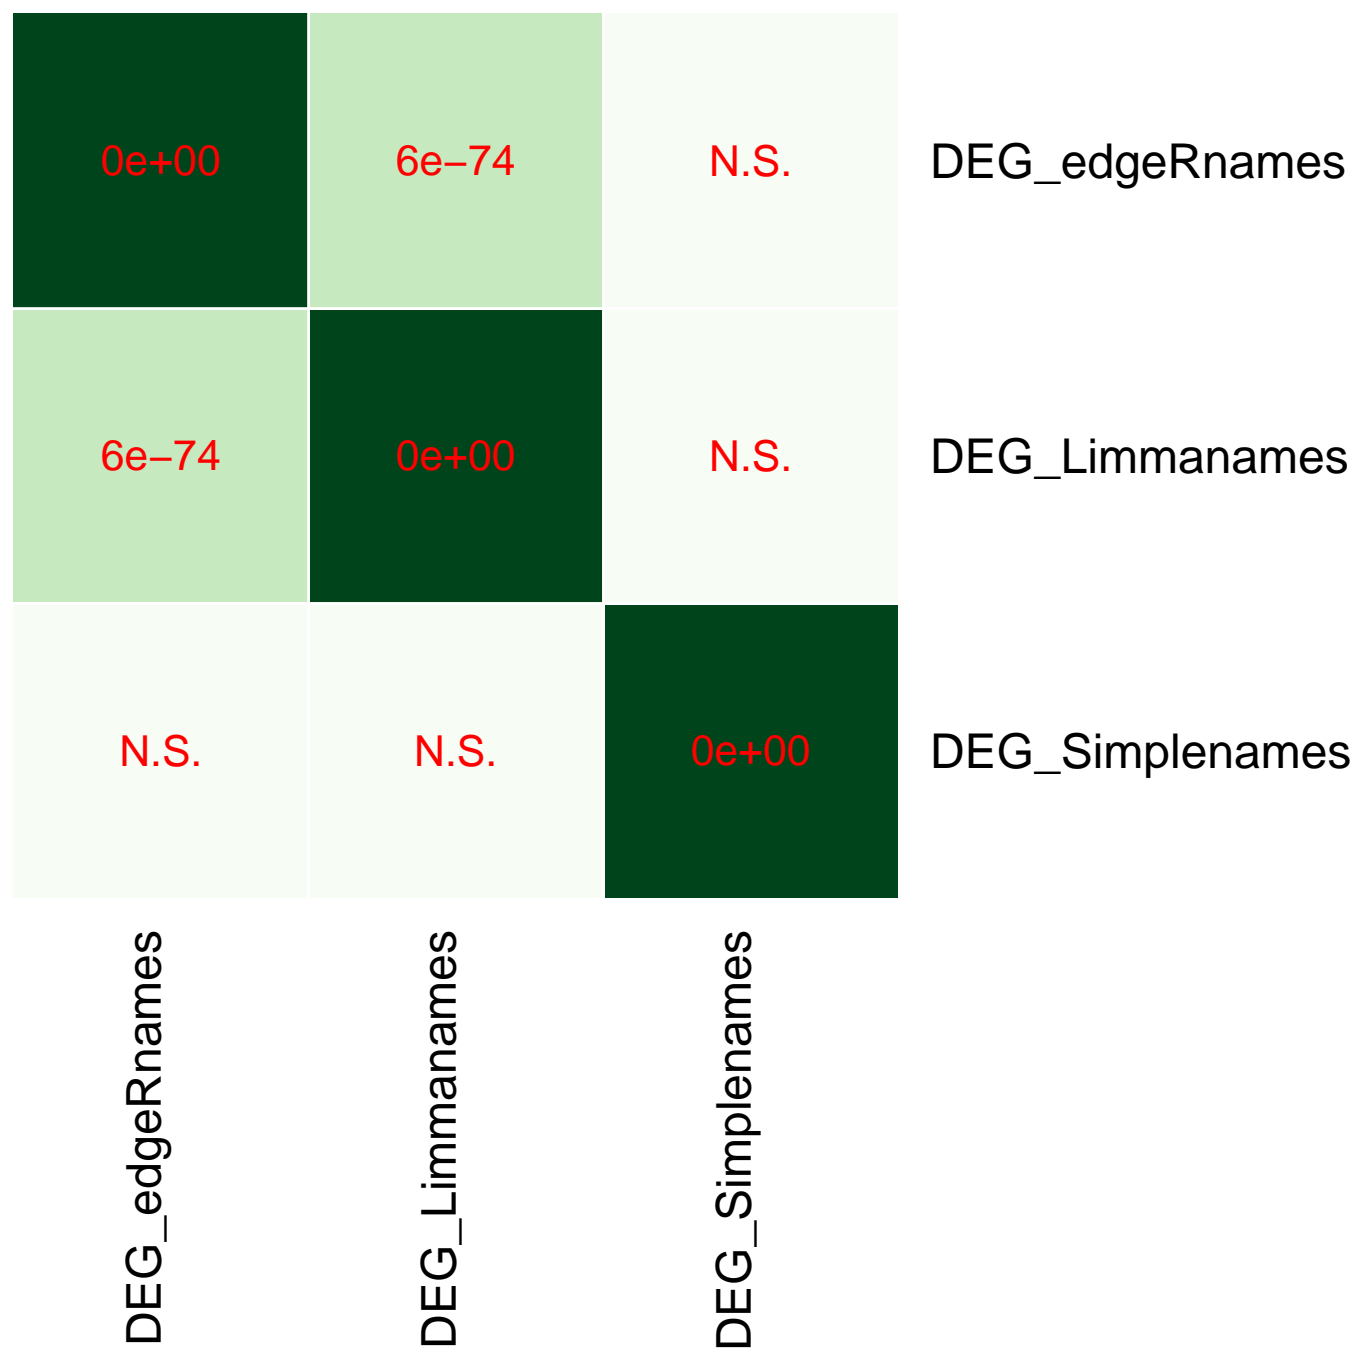 0e+00 6e−74 N.S. DEG_edgeRnames
6e−74 0e+00 N.S. DEG_Limmanames
N.S. N.S. 0e+00 DEG_Simplenames
DEG_edgeRnames
DEG_Limmanames
DEG_Simplenames